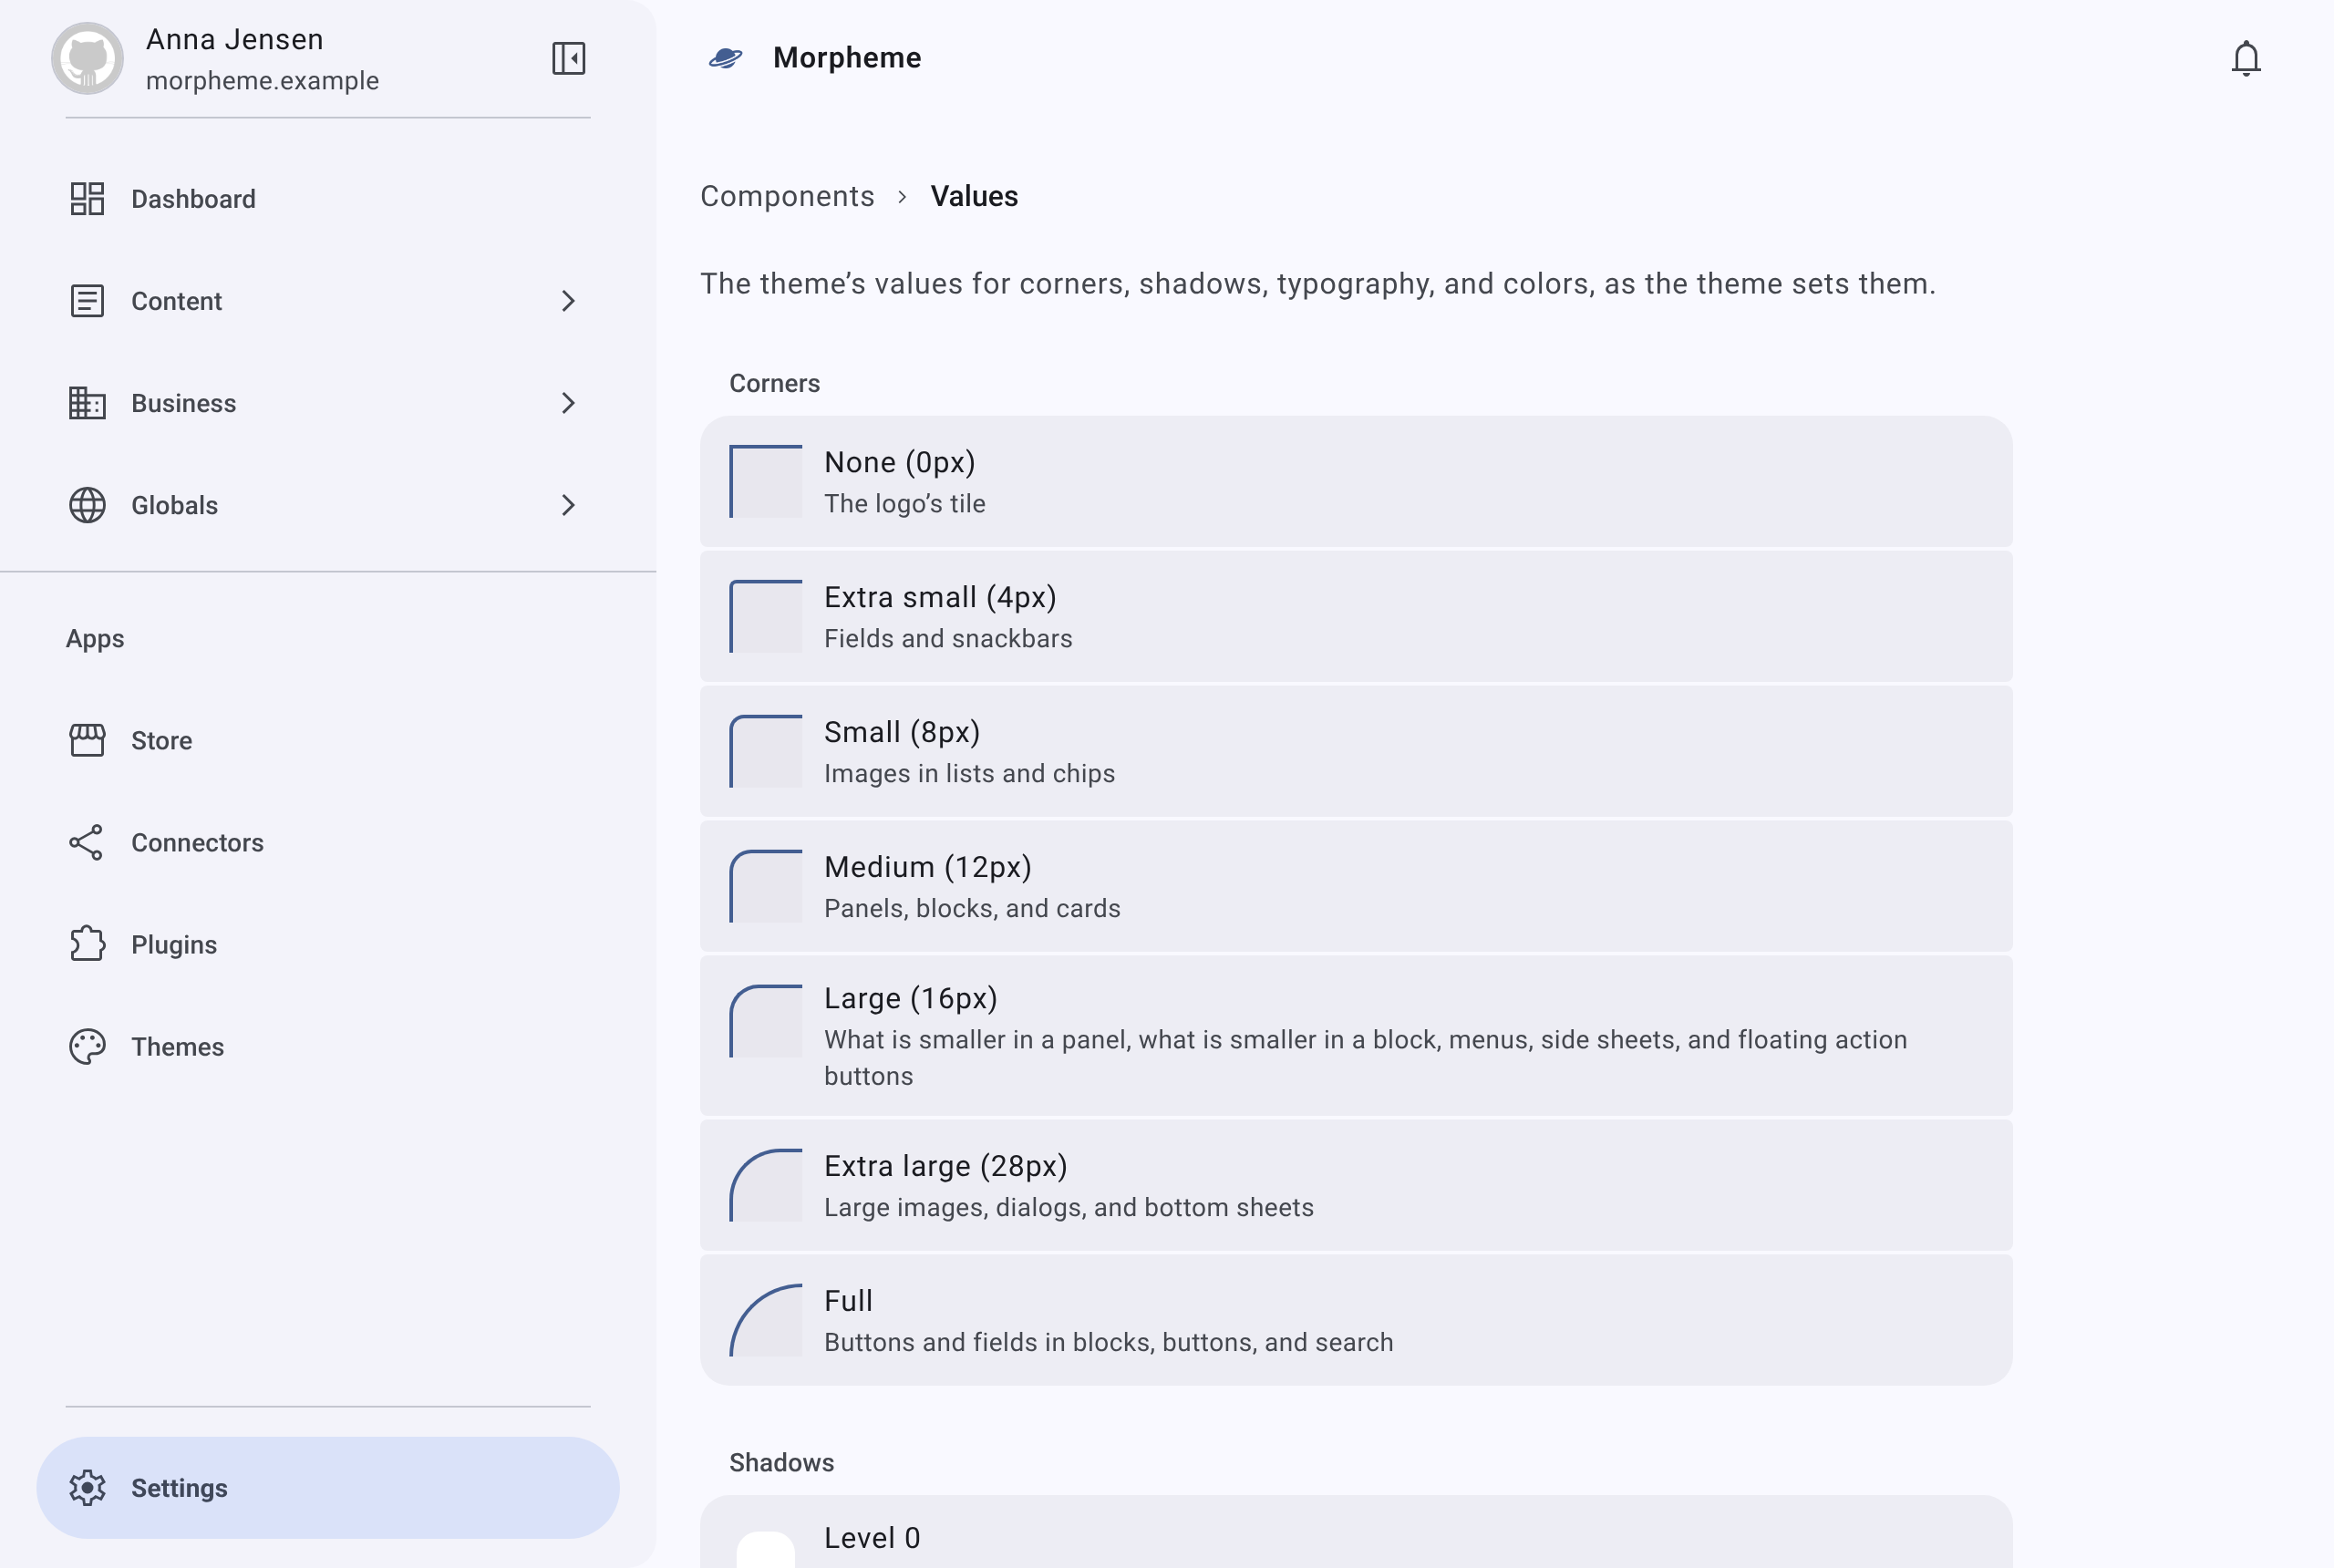 Anna Jensen
morpheme.example
Dashboard
Content
Business
Globals
Apps
Store
Connectors
Plugins
Themes
Settings
Morpheme
Components › Values
The theme’s values for corners, shadows, typography, and colors, as the theme sets them.
Corners
None (0px)
The logo’s tile
Extra small (4px)
Fields and snackbars
Small (8px)
Images in lists and chips
Medium (12px)
Panels, blocks, and cards
Large (16px)
What is smaller in a panel, what is smaller in a block, menus, side sheets, and floating action
buttons
Extra large (28px)
Large images, dialogs, and bottom sheets
Full
Buttons and fields in blocks, buttons, and search
Shadows
Level 0